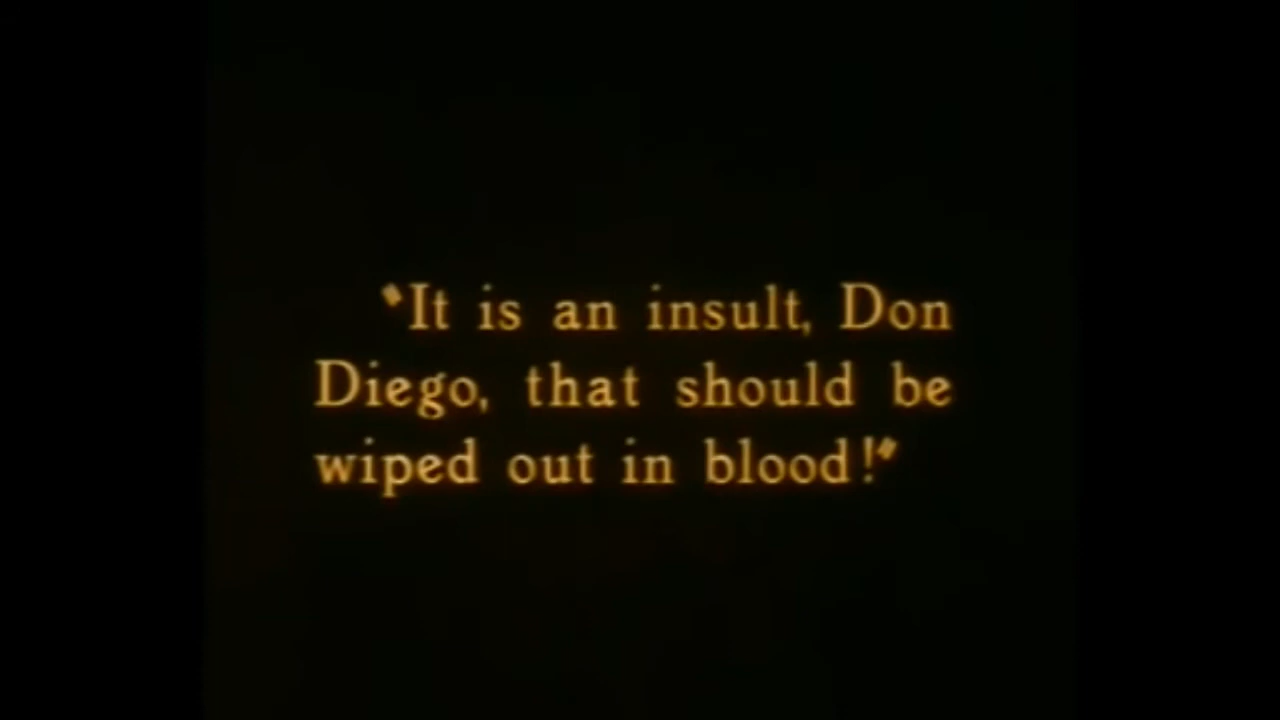 "It is an insult, Don
Diego, that should be
wiped out in blood!"